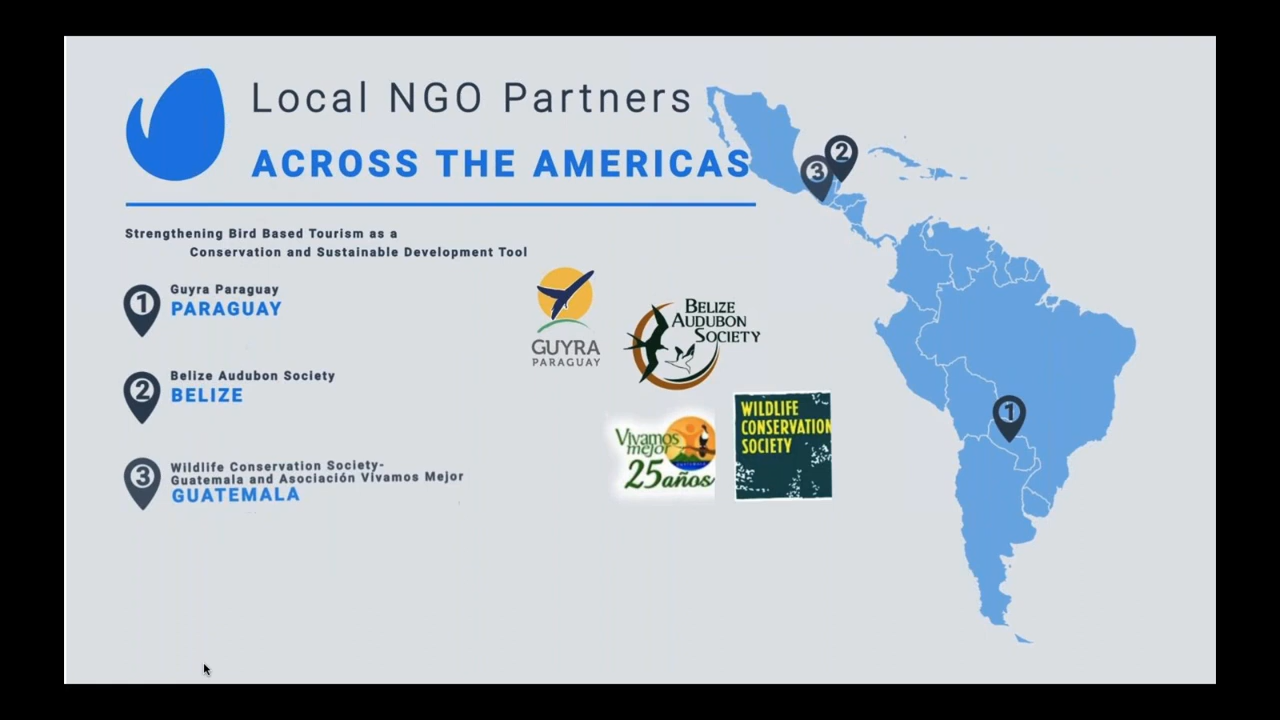 Local NGO Partners
ACROSS THE AMERICAS
Strengthening Bird Based Tourism as a
Conservation and Sustainable Development Tool
1
Guyra Paraguay
PARAGUAY
2
Belize Audubon Society
BELIZE
3
Wildlife Conservation Society-
Guatemala and Asociación Vivamos Mejor
GUATEMALA
GUYRA
PARAGUAY
BELIZE
AUDUBON
SOCIETY
Vivamos
mejor
25años
WILDLIFE
CONSERVATION
SOCIETY
2
3
1